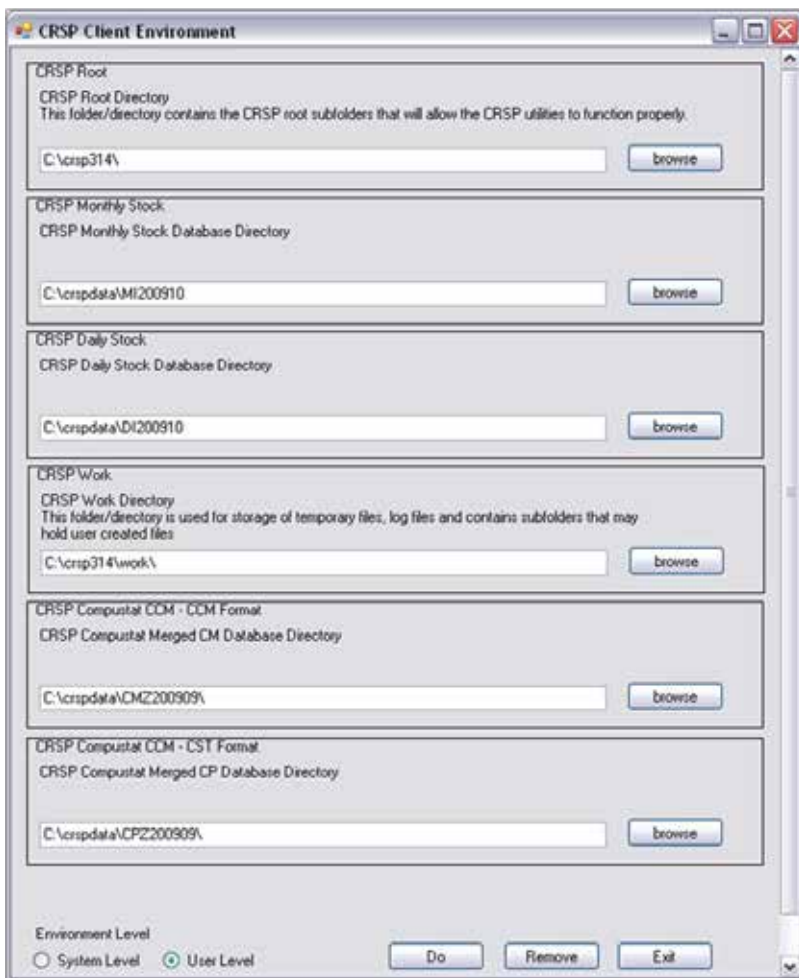 CRSP Client Environment
CRSP Root
CRSP Root Directory
This folder/directory contains the CRSP root subfolders that will allow the CRSP utilities to function properly.
C:\crsp314\
browse
CRSP Monthly Stock
CRSP Monthly Stock Database Directory
C:\crspdata\MI200910
browse
CRSP Daily Stock
CRSP Daily Stock Database Directory
C:\crspdata\DI200910
browse
CRSP Work
CRSP Work Directory
This folder/directory is used for storage of temporary files, log files and contains subfolders that may
hold user created files
C:\crsp314\work\
browse
CRSP Compustat CCM - CCM Format
CRSP Compustat Merged CM Database Directory
C:\crspdata\CMZ200909\
browse
CRSP Compustat CCM - CST Format
CRSP Compustat Merged CP Database Directory
C:\crspdata\CPZ200909\
browse
Environment Level
System Level User Level Do Remove Exit